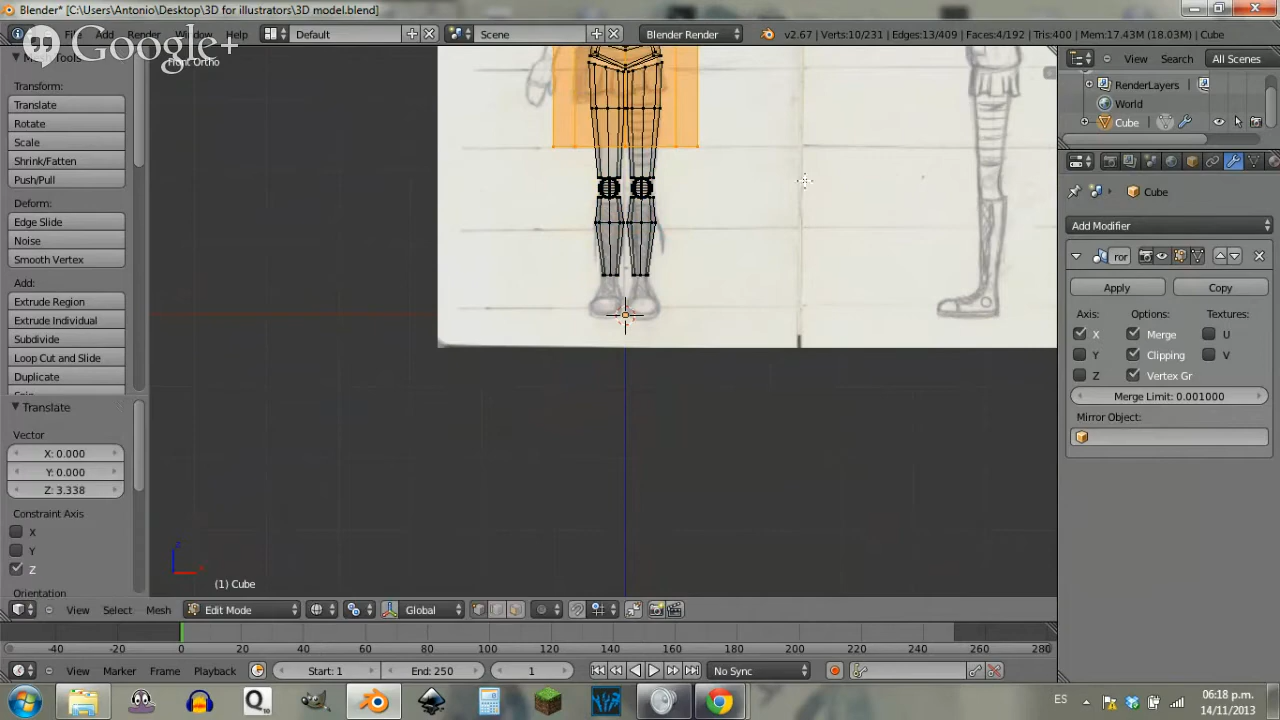 Blender* [C:\Users\Antonio\Desktop\3D for illustrators\3D model.blend]
Google+
File Add Render Window Help
Default
Scene
Blender Render
v2.67 | Verts:10/231 | Edges:13/409 | Faces:4/192 | Tris:400 | Mem:17.43M (18.03M) | Cube
Front Ortho
Mesh Tools
Transform:
Translate
Rotate
Scale
Shrink/Fatten
Push/Pull
Deform:
Edge Slide
Noise
Smooth Vertex
Add:
Extrude Region
Extrude Individual
Subdivide
Loop Cut and Slide
Duplicate
Translate
Vector
X: 0.000
Y: 0.000
Z: 3.338
Constraint Axis
X
Y
Z
Orientation
(1) Cube
View Search All Scenes
RenderLayers
World
Cube
Cube
Add Modifier
ror
Apply Copy
Axis: Options: Textures:
X Merge U
Y Clipping V
Z Vertex Gr
Merge Limit: 0.001000
Mirror Object:
View Select Mesh Edit Mode Global
-40 -20 0 20 40 60 80 100 120 140 160 180 200 220 240 260 280
View Marker Frame Playback Start: 1 End: 250 1 No Sync
ES
06:18 p.m.
14/11/2013